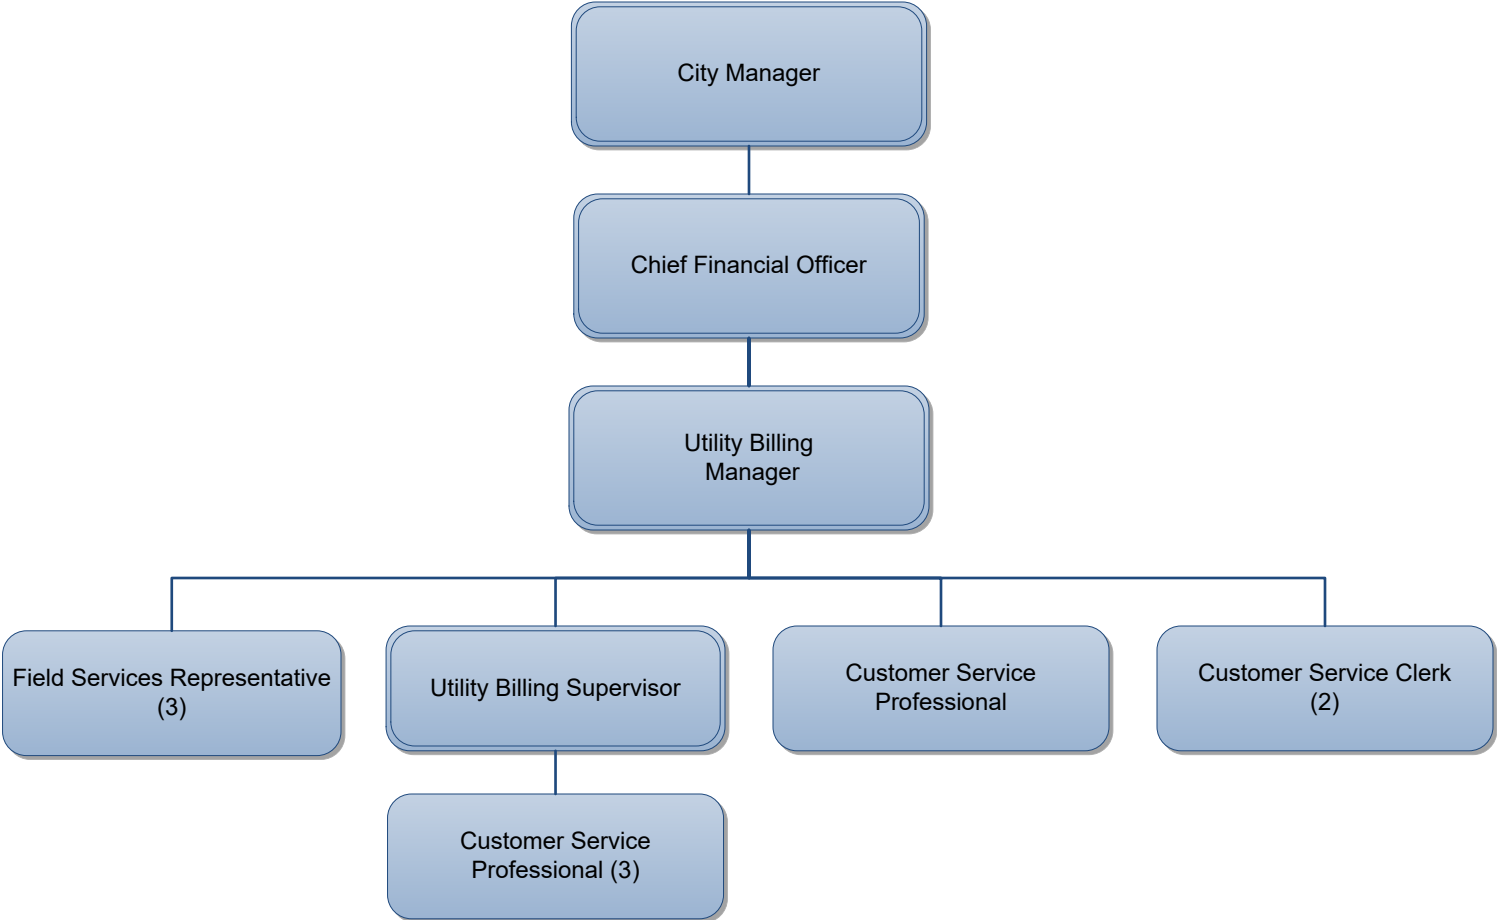 City Manager
Chief Financial Officer
Utility Billing
Manager
Field Services Representative
(3)
Utility Billing Supervisor
Customer Service
Professional
Customer Service Clerk
(2)
Customer Service
Professional (3)